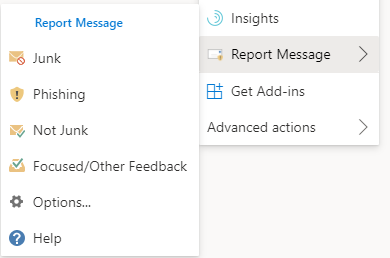 Report Message
Junk
Phishing
Not Junk
Focused/Other Feedback
Options...
Help
Insights
Report Message
Get Add-ins
Advanced actions